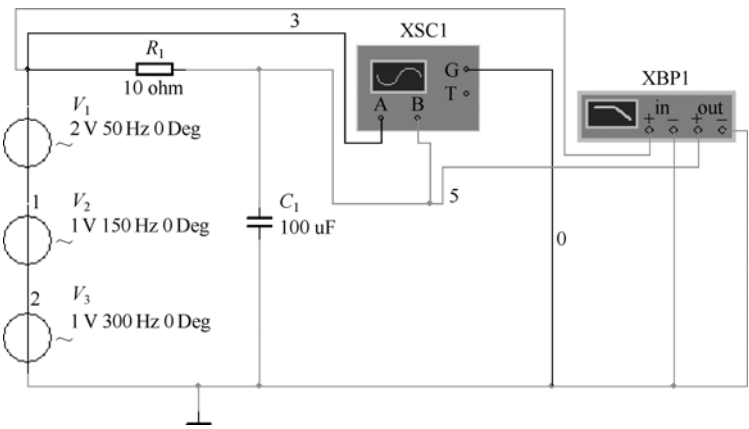 3
XSC1
R1
10 ohm
G
T
A B
XBP1
in out
+ − + −
V1
2 V 50 Hz 0 Deg
1
V2
1 V 150 Hz 0 Deg
C1
100 uF
5
0
2
V3
1 V 300 Hz 0 Deg